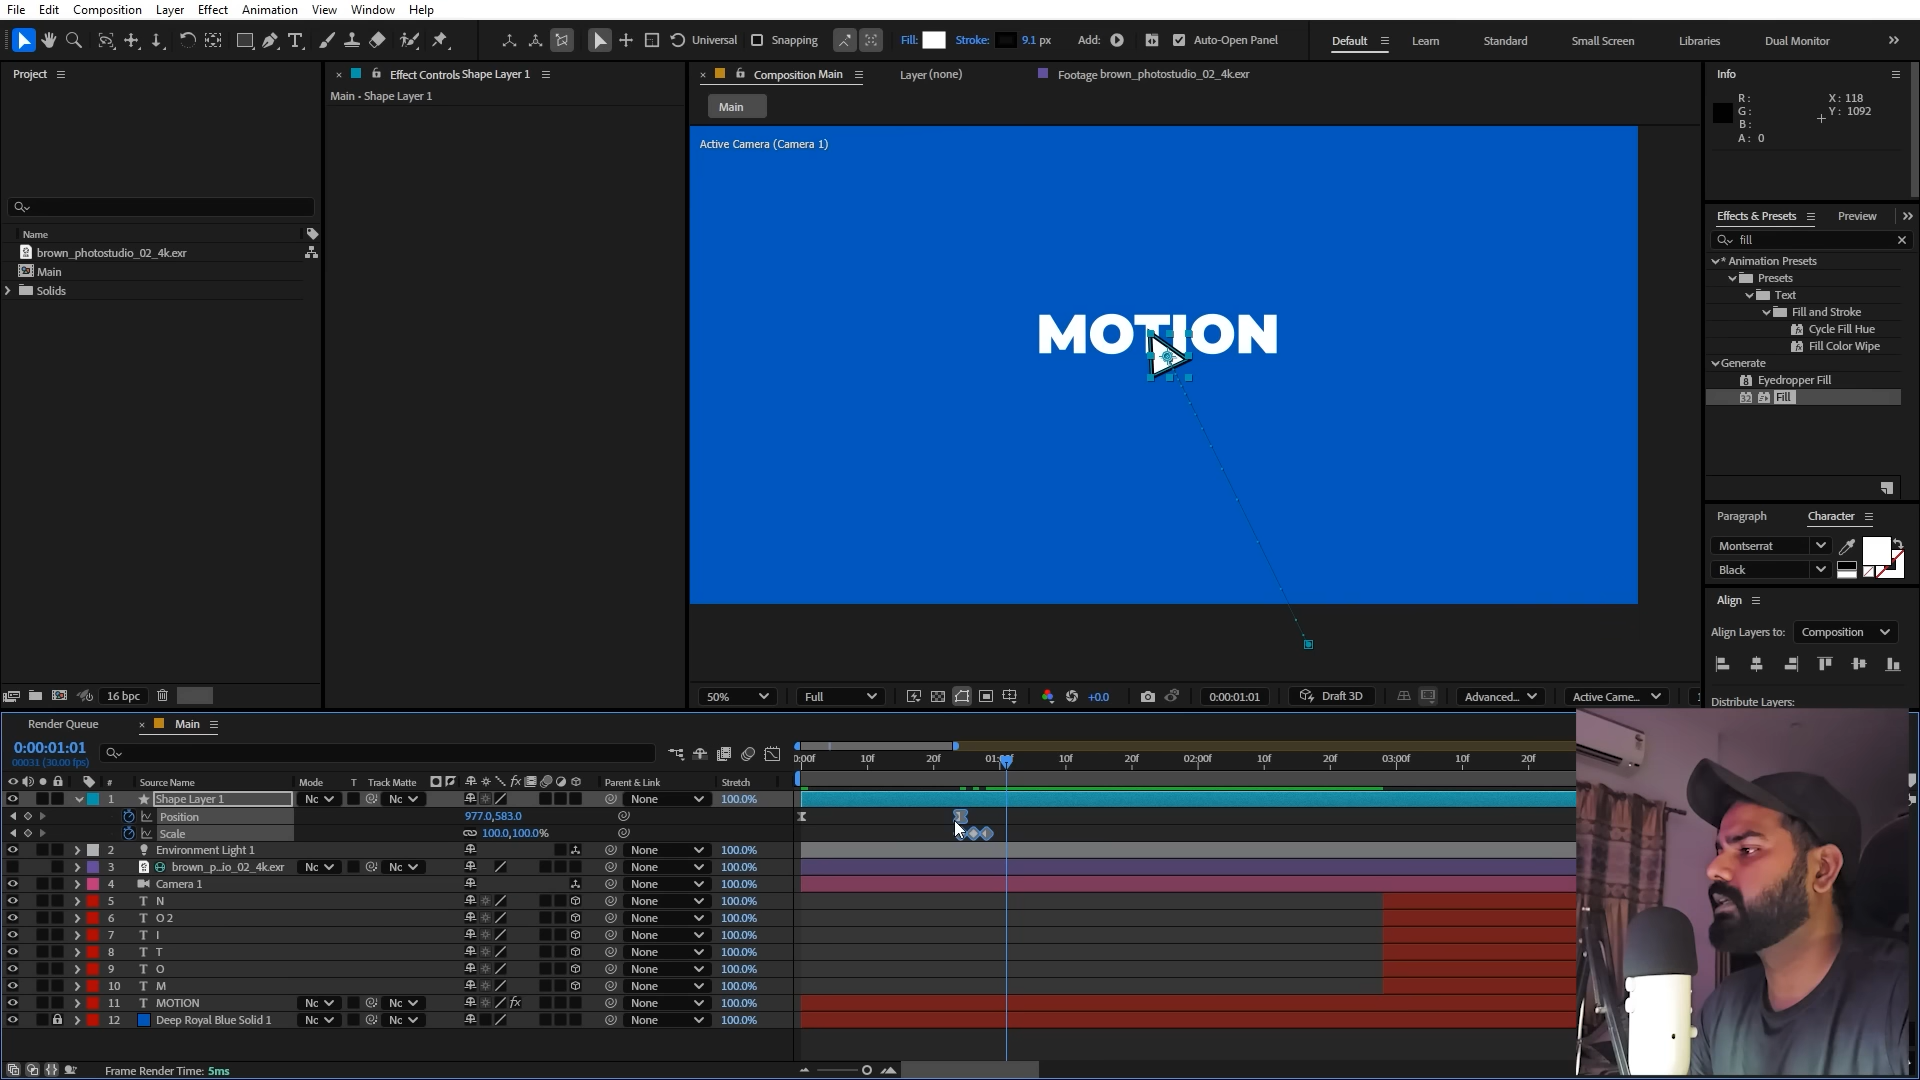 File Edit Composition Layer Effect Animation View Window Help
Universal Snapping Fill: Stroke: 9.1 px Add: Auto-Open Panel Default Learn Standard Small Screen Libraries Dual Monitor
Project
Effect Controls Shape Layer 1
Main • Shape Layer 1
Composition Main Layer (none) Footage brown_photostudio_02_4k.exr
Main
Active Camera (Camera 1)
MOTION
Name
brown_photostudio_02_4k.exr
Main
Solids
16 bpc
50% Full +0.0 0:00:01:01 Draft 3D Advanced... Active Came...
Info
R: X: 118
G: Y: 1092
B:
A: 0
Effects & Presets Preview
fill
* Animation Presets
Presets
Text
Fill and Stroke
Cycle Fill Hue
Fill Color Wipe
Generate
Eyedropper Fill
Fill
Paragraph Character
Montserrat
Black
Align
Align Layers to: Composition
Distribute Layers:
Render Queue Main
0:00:01:01
00031 (30.00 fps)
# Source Name Mode T Track Matte fx Parent & Link Stretch
10f 20f 10f 20f 02:00f 10f 20f 03:00f 10f 20f
1 Shape Layer 1 Nc Nc None 100.0%
Position 977.0,583.0
Scale 100.0,100.0%
2 Environment Light 1 None 100.0%
3 brown_p...io_02_4k.exr Nc None 100.0%
4 Camera 1 None 100.0%
5 T N None 100.0%
6 T O 2 None 100.0%
7 T I None 100.0%
8 T T None 100.0%
9 T O None 100.0%
10 T M None 100.0%
11 T MOTION Nc Nc fx None 100.0%
12 Deep Royal Blue Solid 1 Nc Nc None 100.0%
Frame Render Time: 5ms